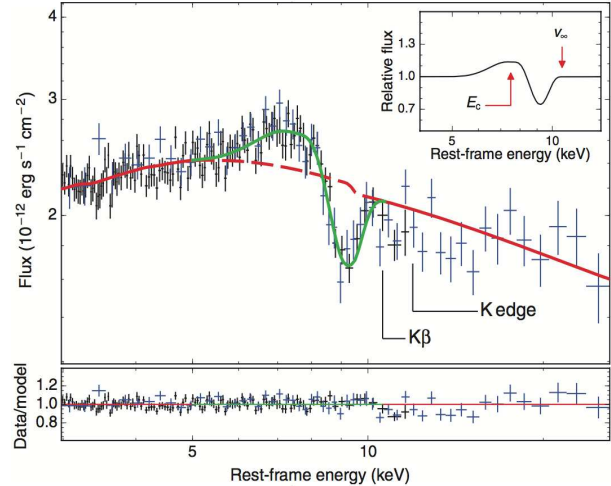 4
3
2
Flux (10⁻¹² erg s⁻¹ cm⁻²)
Relative flux
1.3
1.0
0.7
E_c
v_∞
5
10
Rest-frame energy (keV)
K edge
Kβ
Data/model
1.2
1.0
0.8
5
10
Rest-frame energy (keV)